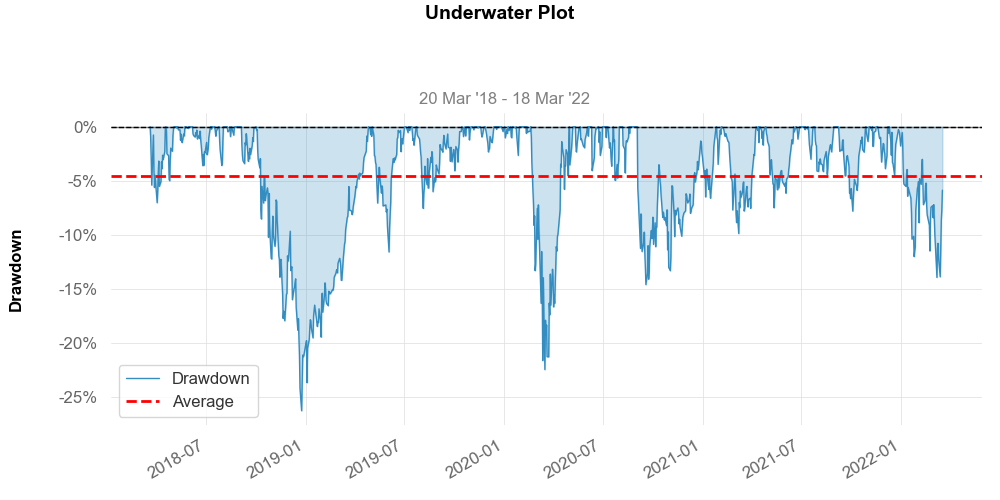 Underwater Plot
20 Mar '18 - 18 Mar '22
Drawdown
0%
-5%
-10%
-15%
-20%
-25%
Drawdown
Average
2018-07
2019-01
2019-07
2020-01
2020-07
2021-01
2021-07
2022-01